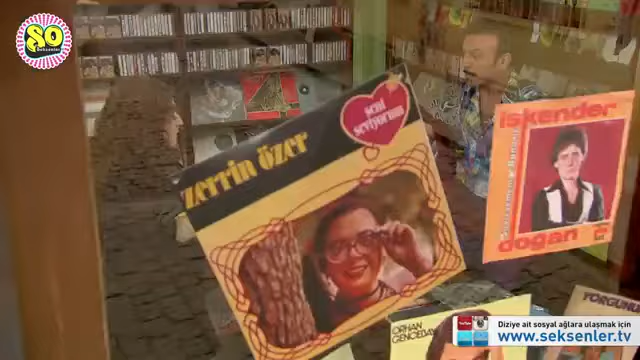 80
Seksenler
zerrin özer
seni
seviyorum
iskender
doğan
ORHAN
GENCEBAY
YORGUNU
Diziye ait sosyal ağlara ulaşmak için
www.seksenler.tv